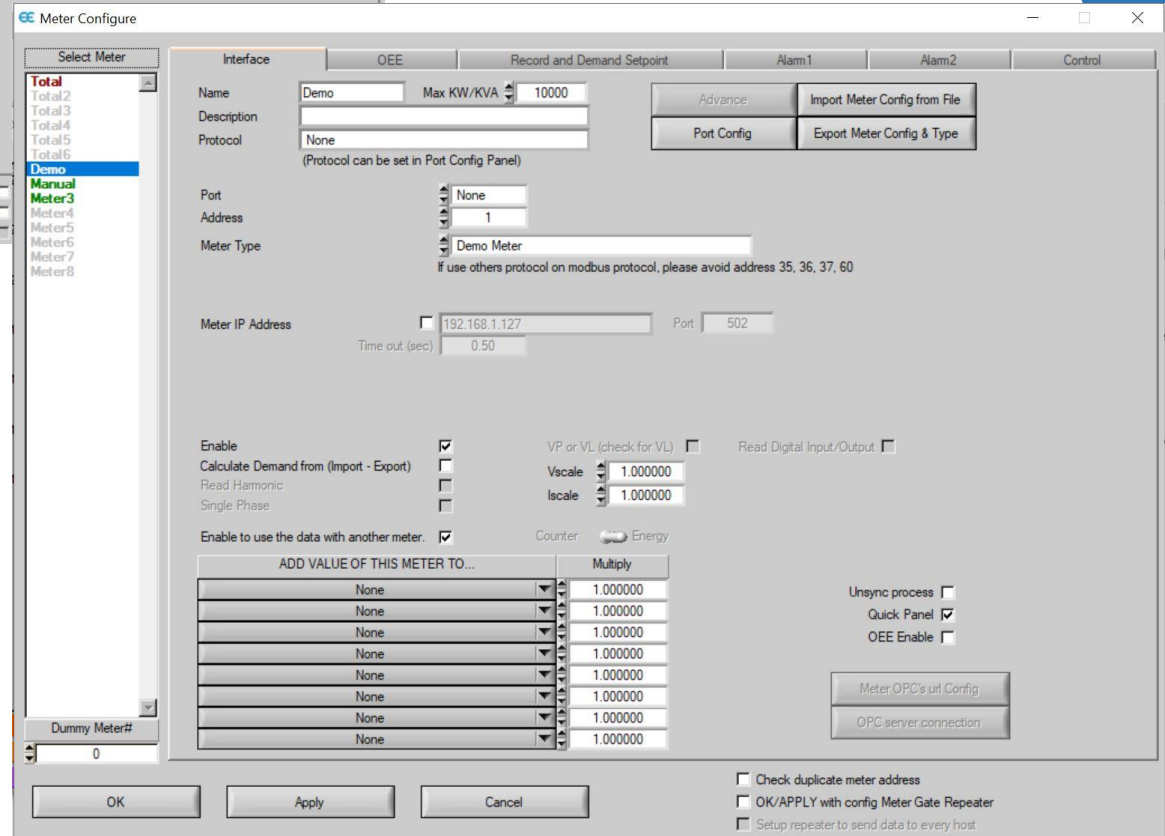 EE Meter Configure
Select Meter
Interface OEE Record and Demand Setpoint Alarm1 Alarm2 Control
Total
Total2
Total3
Total4
Total5
Total6
Demo
Manual
Meter3
Meter4
Meter5
Meter6
Meter7
Meter8
Dummy Meter#
0
Name Demo Max KW/KVA 10000 Advance Import Meter Config from File
Description
Port Config Export Meter Config & Type
Protocol None
(Protocol can be set in Port Config Panel)
Port None
Address 1
Meter Type Demo Meter
If use others protocol on modbus protocol, please avoid address 35, 36, 37, 60
Meter IP Address 192.168.1.127 Port 502
Time out (sec) 0.50
Enable VP or VL (check for VL) Read Digital Input/Output
Calculate Demand from (Import - Export) Vscale 1.000000
Read Harmonic
Iscale 1.000000
Single Phase
Enable to use the data with another meter. Counter Energy
ADD VALUE OF THIS METER TO... Multiply
None 1.000000
None 1.000000
None 1.000000
None 1.000000
None 1.000000
None 1.000000
None 1.000000
None 1.000000
Unsync process
Quick Panel
OEE Enable
Meter OPC's url Config
OPC server connection
OK Apply Cancel
Check duplicate meter address
OK/APPLY with config Meter Gate Repeater
Setup repeater to send data to every host